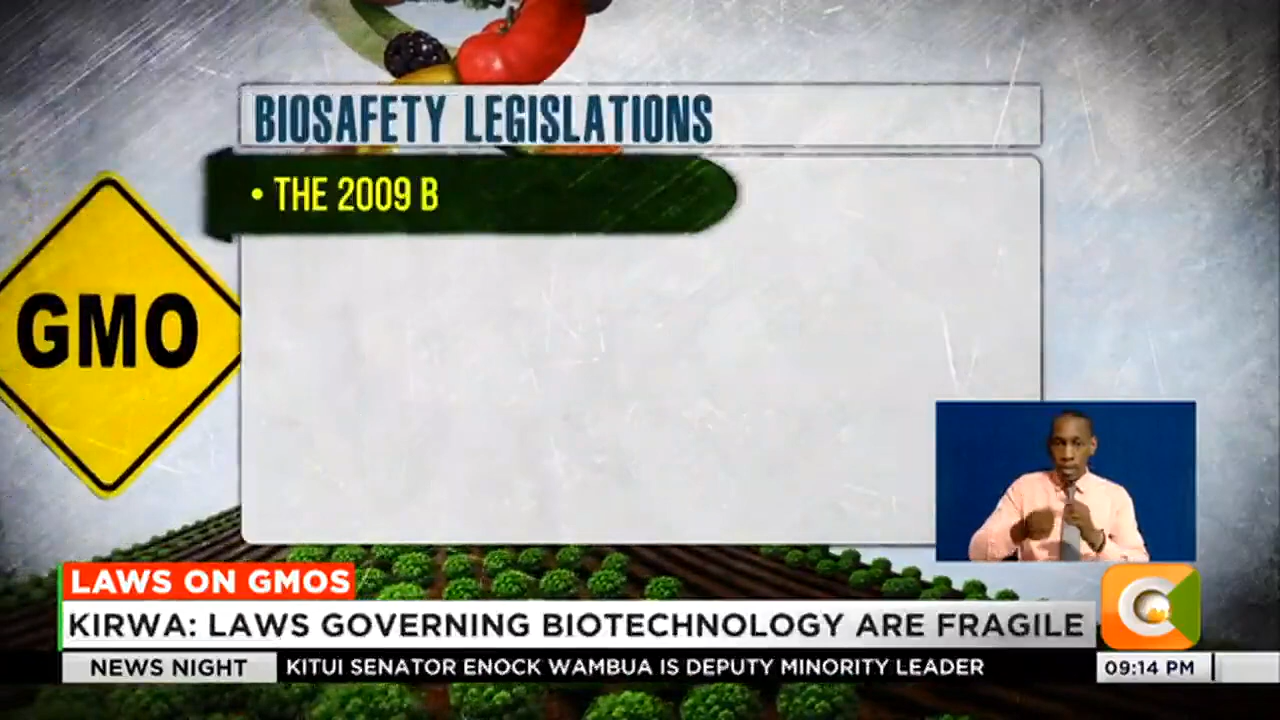 BIOSAFETY LEGISLATIONS
• THE 2009 B
GMO
LAWS ON GMOS
KIRWA: LAWS GOVERNING BIOTECHNOLOGY ARE FRAGILE
NEWS NIGHT
KITUI SENATOR ENOCK WAMBUA IS DEPUTY MINORITY LEADER
09:14 PM